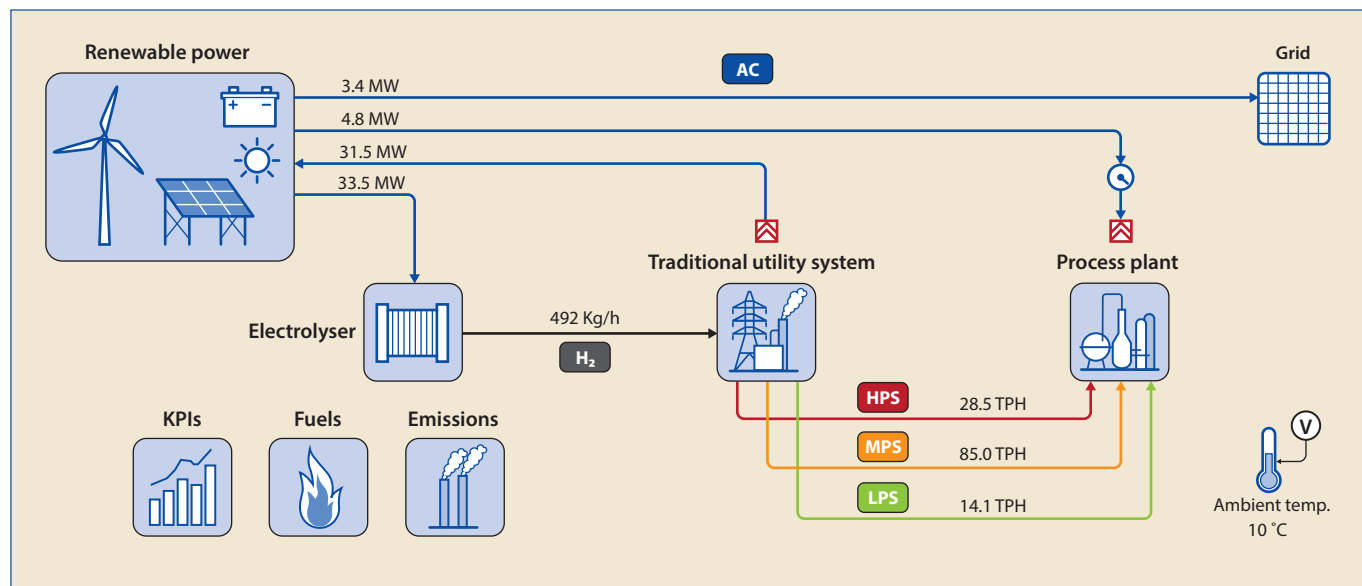 Renewable power
AC
Grid
3.4 MW
4.8 MW
31.5 MW
33.5 MW
+ -
Traditional utility system
Process plant
Electrolyser
492 Kg/h
H₂
HPS
28.5 TPH
MPS
85.0 TPH
LPS
14.1 TPH
KPIs
Fuels
Emissions
V
Ambient temp.
10 ˚C